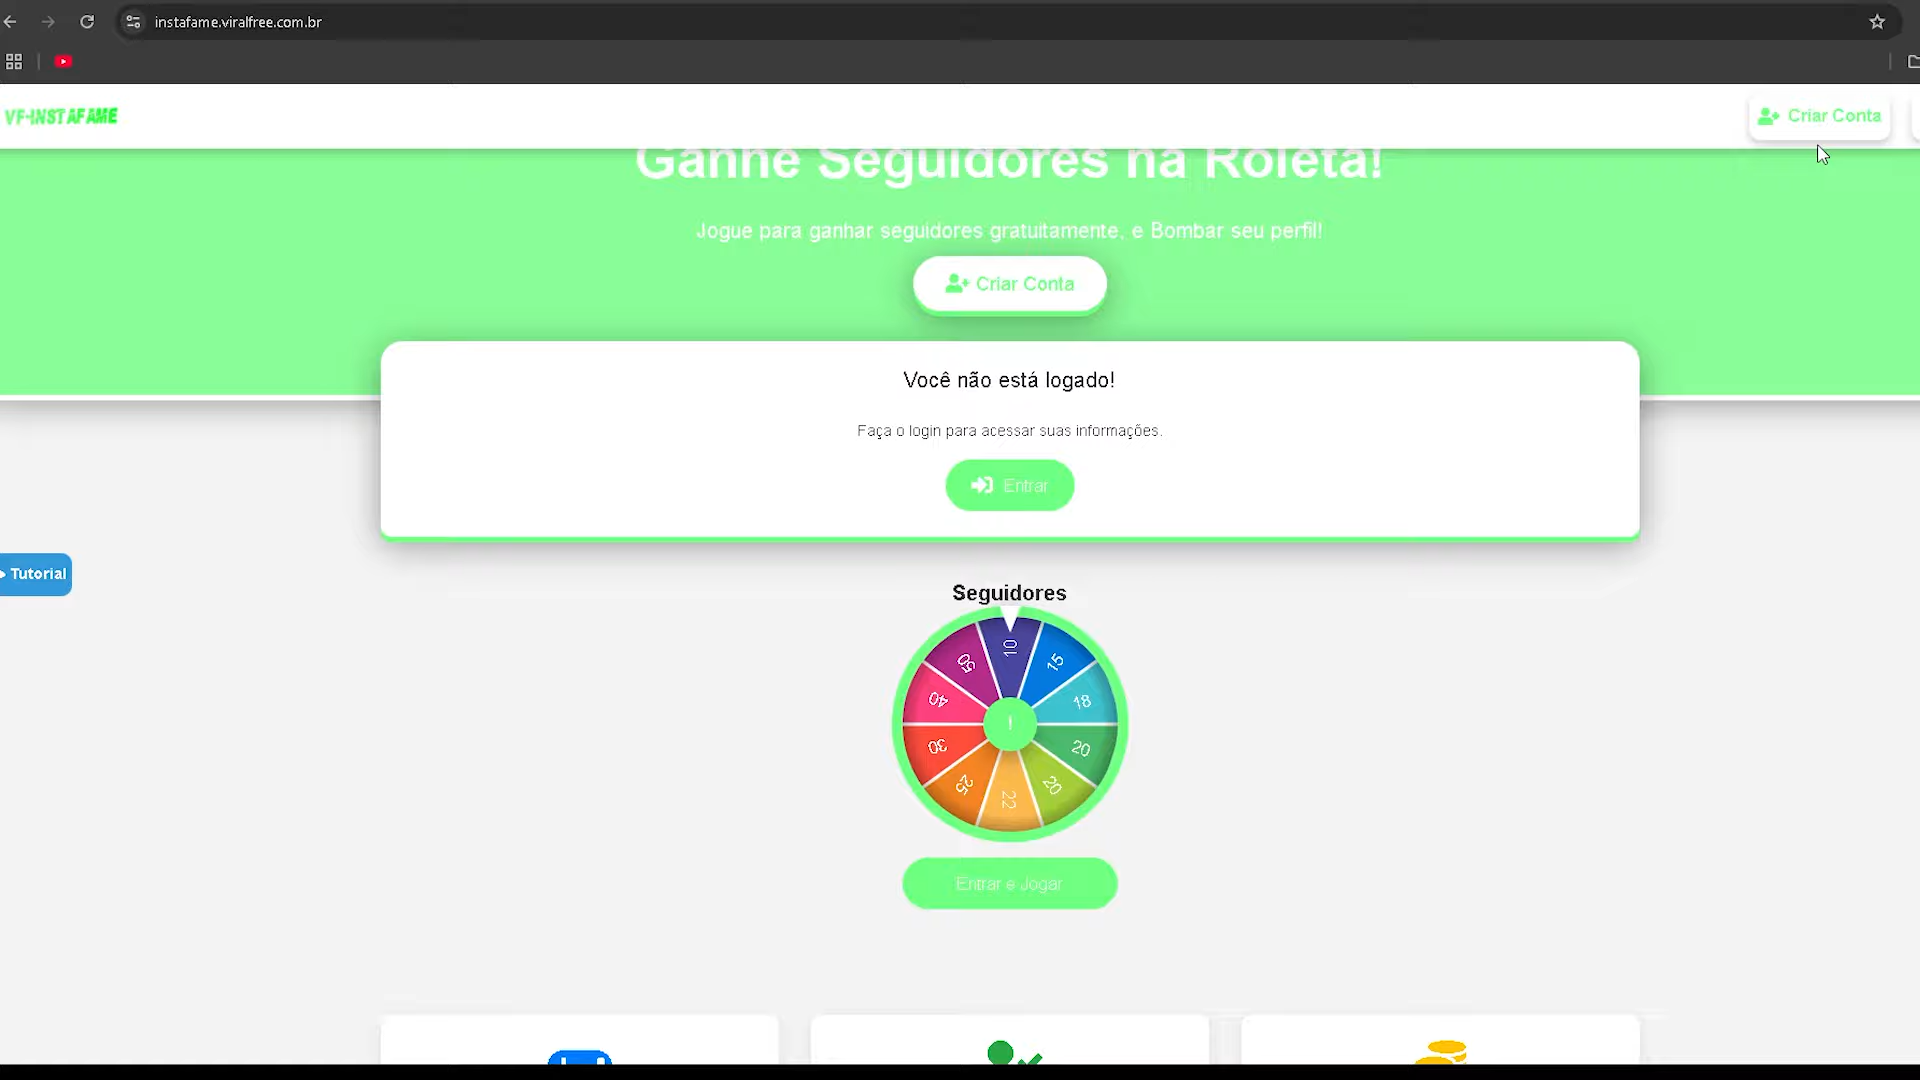 instafame.viralfree.com.br
VF-INSTAFAME
Criar Conta
Ganhe Seguidores na Roleta!
Jogue para ganhar seguidores gratuitamente, e Bombar seu perfil!
Criar Conta
Você não está logado!
Faça o login para acessar suas informações.
Entrar
Tutorial
Seguidores
10
15
18
20
20
22
25
30
40
50
!
Entrar e Jogar